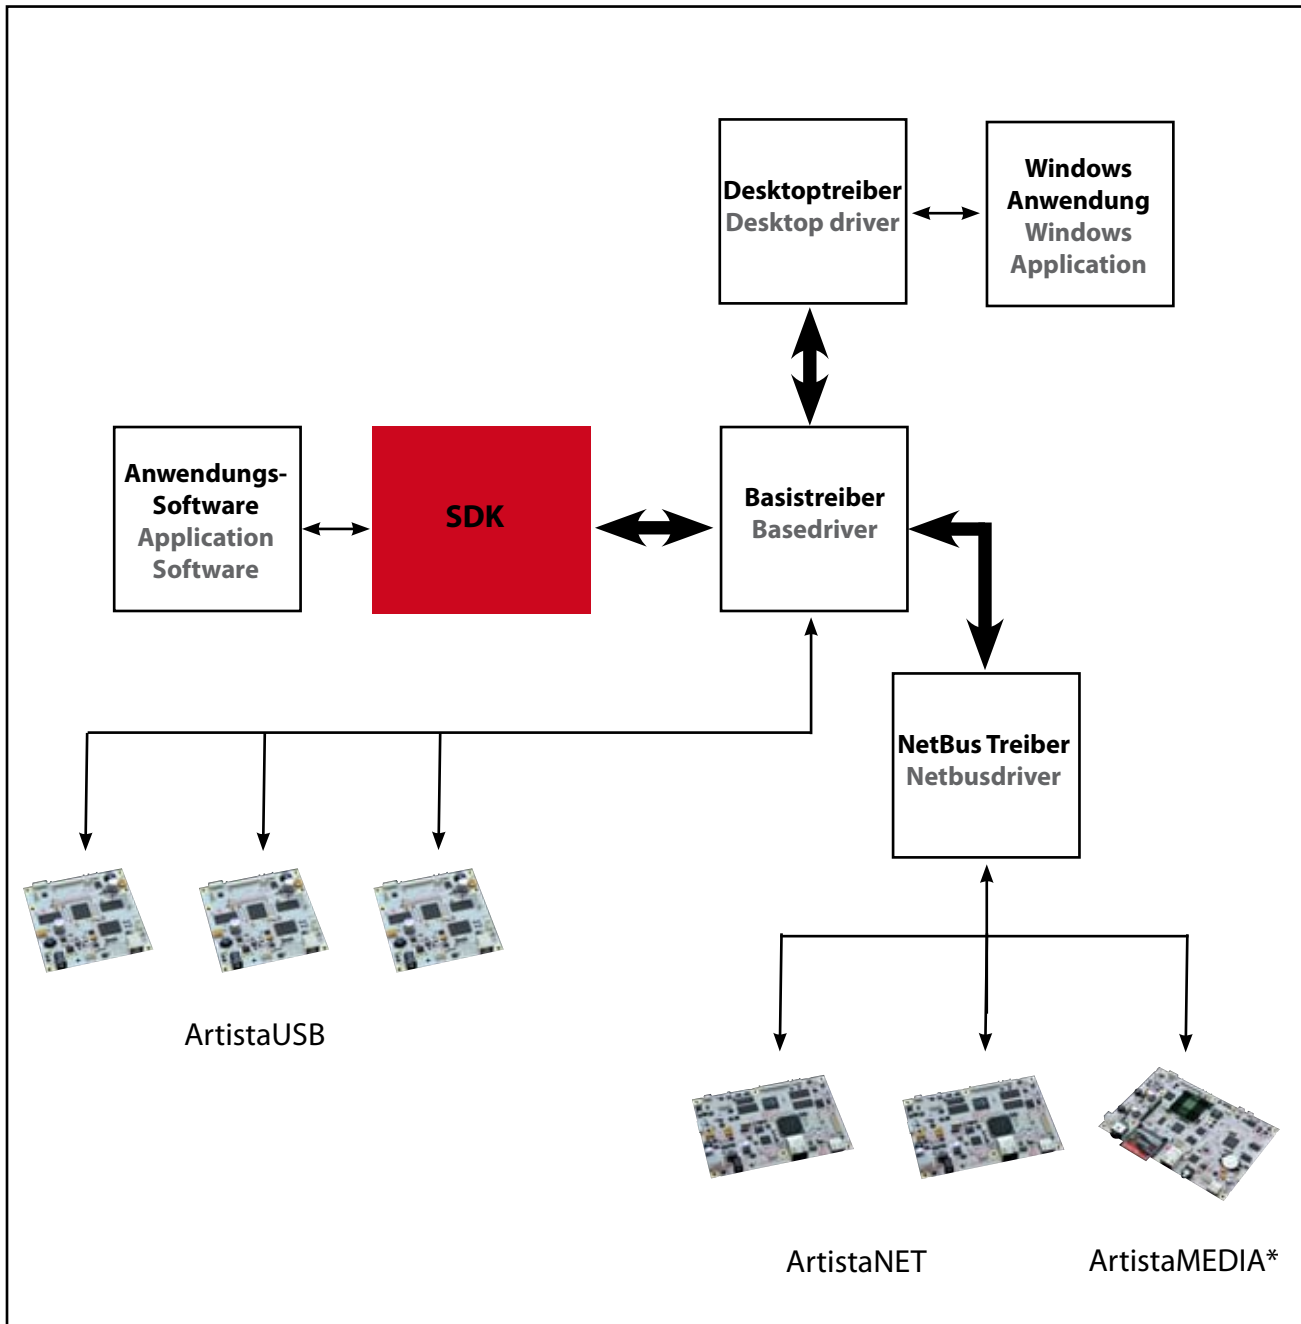 Desktoptreiber
Desktop driver
Windows
Anwendung
Windows
Application
Anwendungs-
Software
Application
Software
SDK
Basistreiber
Basedriver
NetBus Treiber
Netbusdriver
ArtistaUSB
ArtistaNET
ArtistaMEDIA*